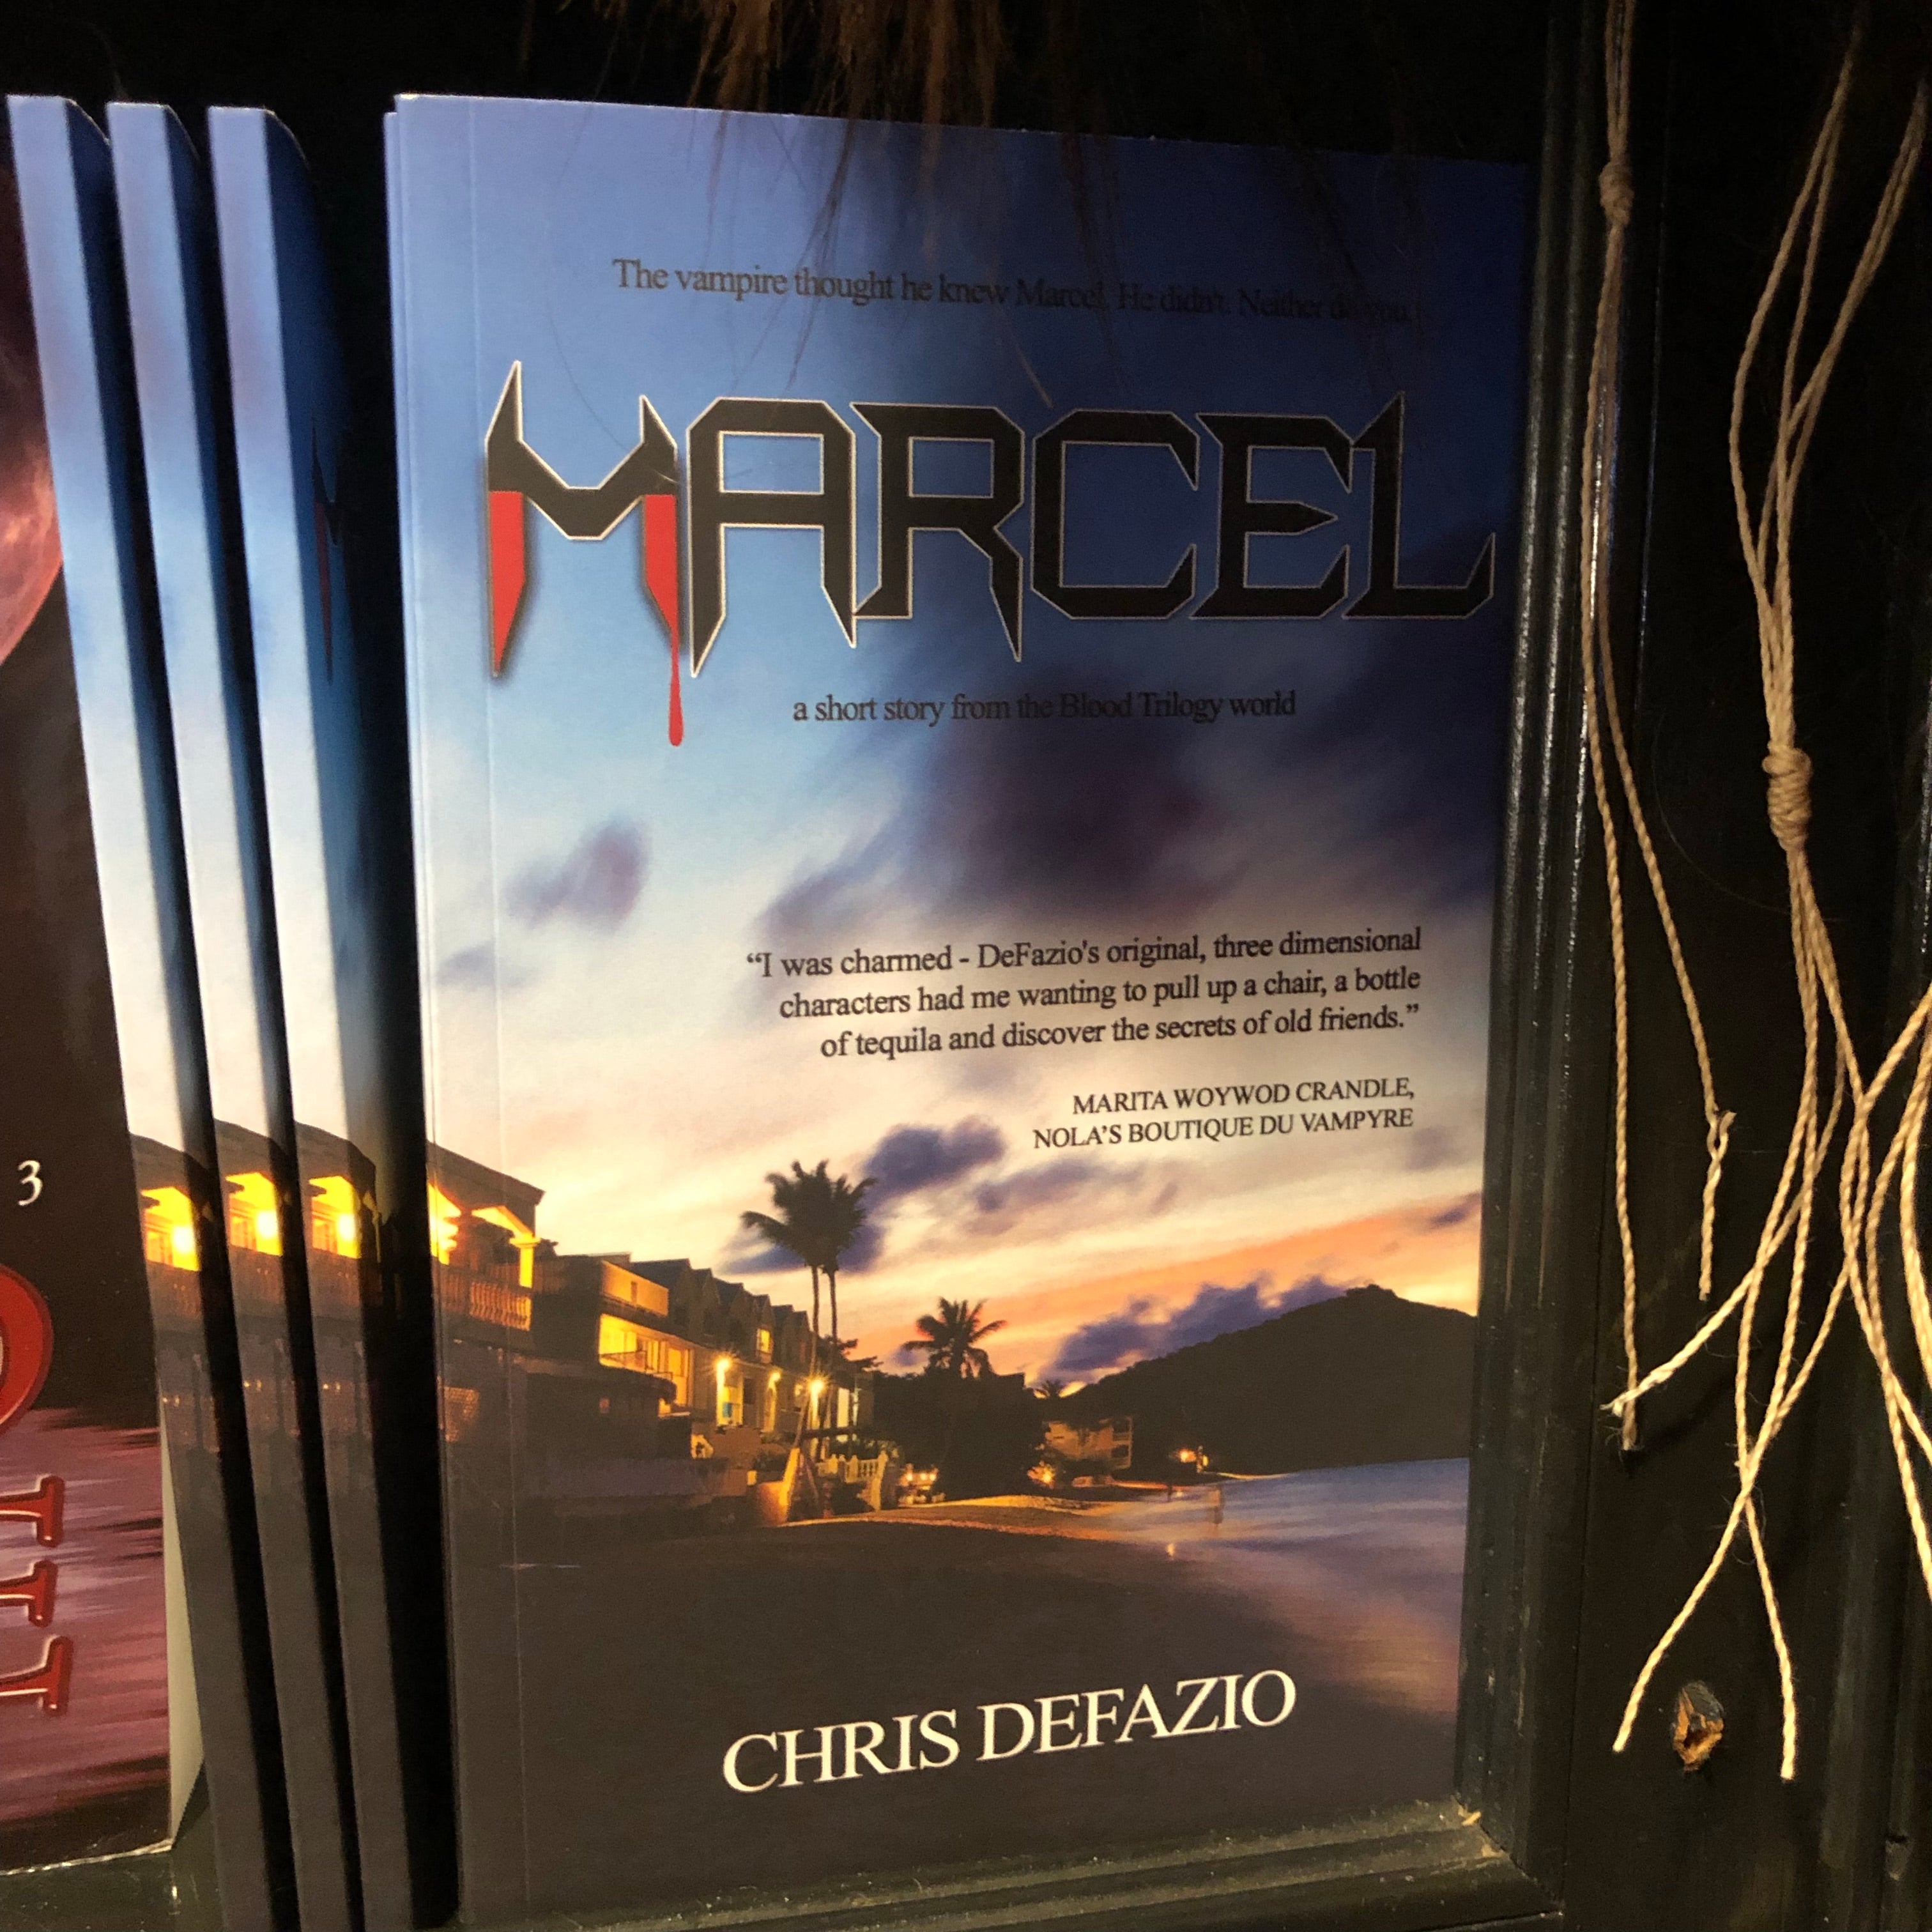 The vampire thought he knew Marcel. He didn't. Neither do you.
MARCEL
a short story from the Blood Trilogy world
“I was charmed - DeFazio's original, three dimensional
characters had me wanting to pull up a chair, a bottle
of tequila and discover the secrets of old friends.”
MARITA WOYWOD CRANDLE,
NOLA’S BOUTIQUE DU VAMPYRE
CHRIS DEFAZIO
3